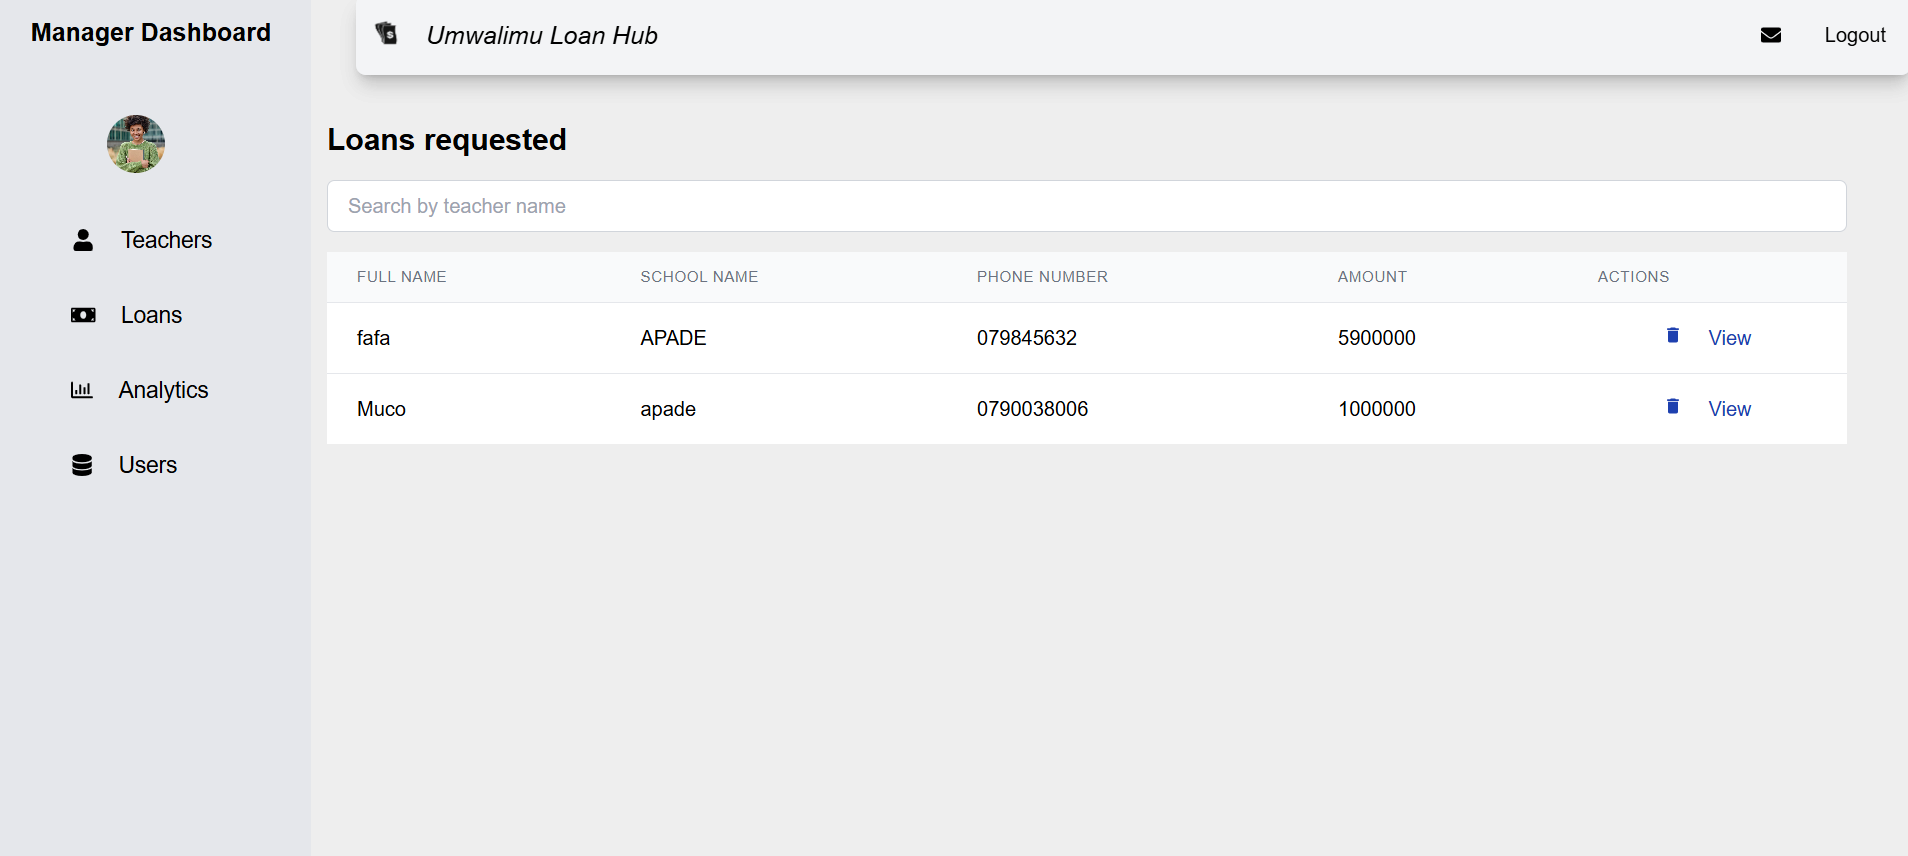 Manager Dashboard
Umwalimu Loan Hub
Logout
Teachers
Loans
Analytics
Users
Loans requested
Search by teacher name
FULL NAME SCHOOL NAME PHONE NUMBER AMOUNT ACTIONS
fafa APADE 079845632 5900000 View
Muco apade 0790038006 1000000 View